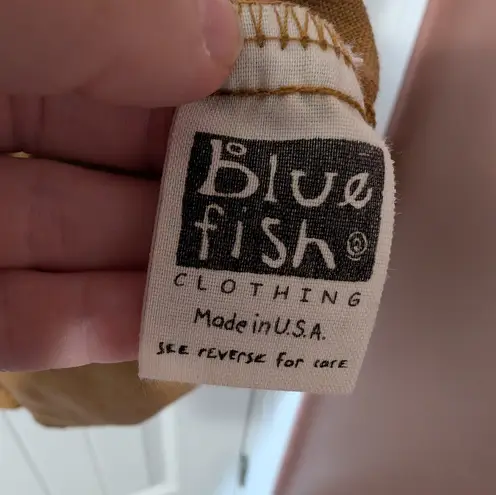 blue
fish®
CLOTHING
Made in U.S.A.
SEE REVERSE for care